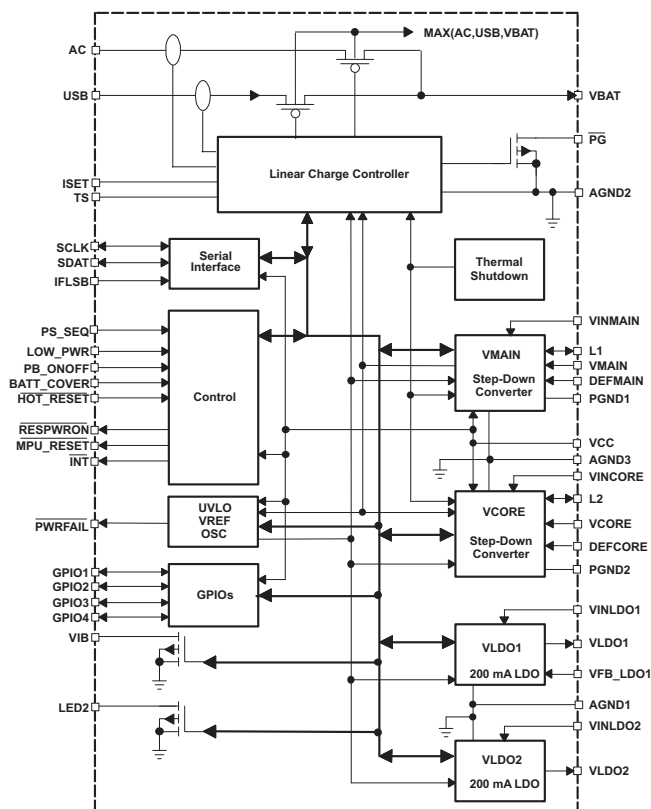 MAX(AC,USB,VBAT)
AC
USB
VBAT
PG
Linear Charge Controller
ISET
TS
AGND2
SCLK
SDAT
IFLSB
Serial
Interface
Thermal
Shutdown
VINMAIN
PS_SEQ
LOW_PWR
PB_ONOFF
BATT_COVER
HOT_RESET
RESPWRON
MPU_RESET
INT
Control
VMAIN
Step-Down
Converter
L1
VMAIN
DEFMAIN
PGND1
VCC
AGND3
VINCORE
PWRFAIL
UVLO
VREF
OSC
VCORE
Step-Down
Converter
L2
VCORE
DEFCORE
PGND2
GPIO1
GPIO2
GPIO3
GPIO4
GPIOs
VIB
VINLDO1
VLDO1
200 mA LDO
VLDO1
VFB_LDO1
AGND1
LED2
VINLDO2
VLDO2
200 mA LDO
VLDO2